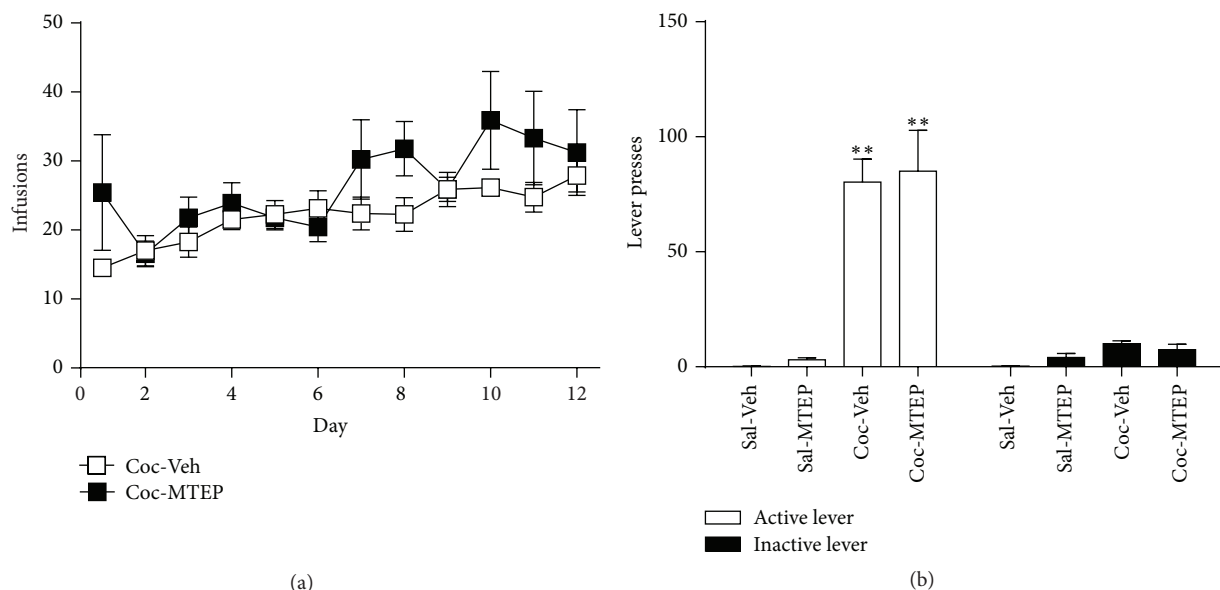 50
40
30
20
10
0
Infusions
0 2 4 6 8 10 12
Day
Coc-Veh
Coc-MTEP
(a)
150
100
50
0
Lever presses
**
**
Sal-Veh
Sal-MTEP
Coc-Veh
Coc-MTEP
Sal-Veh
Sal-MTEP
Coc-Veh
Coc-MTEP
Active lever
Inactive lever
(b)